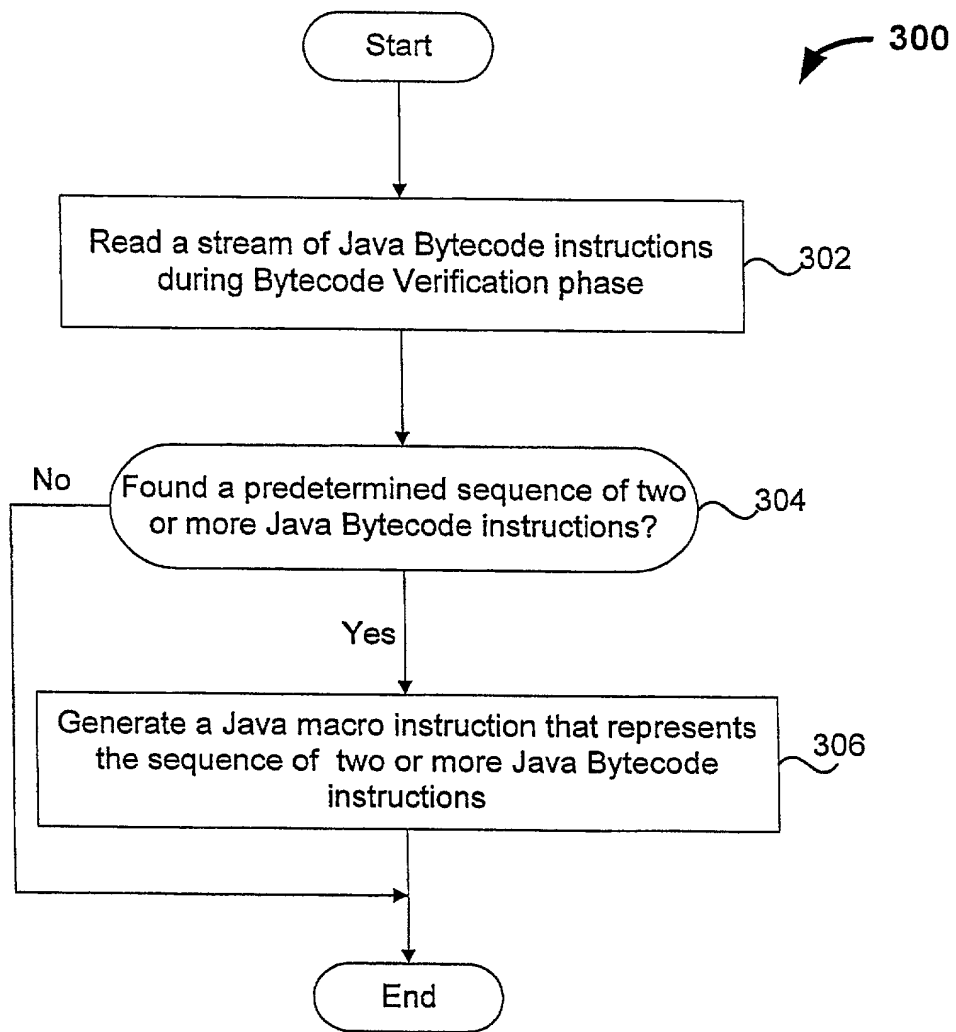 Start
300
Read a stream of Java Bytecode instructions
during Bytecode Verification phase
302
No
Found a predetermined sequence of two
or more Java Bytecode instructions?
304
Yes
Generate a Java macro instruction that represents
the sequence of two or more Java Bytecode
instructions
306
End